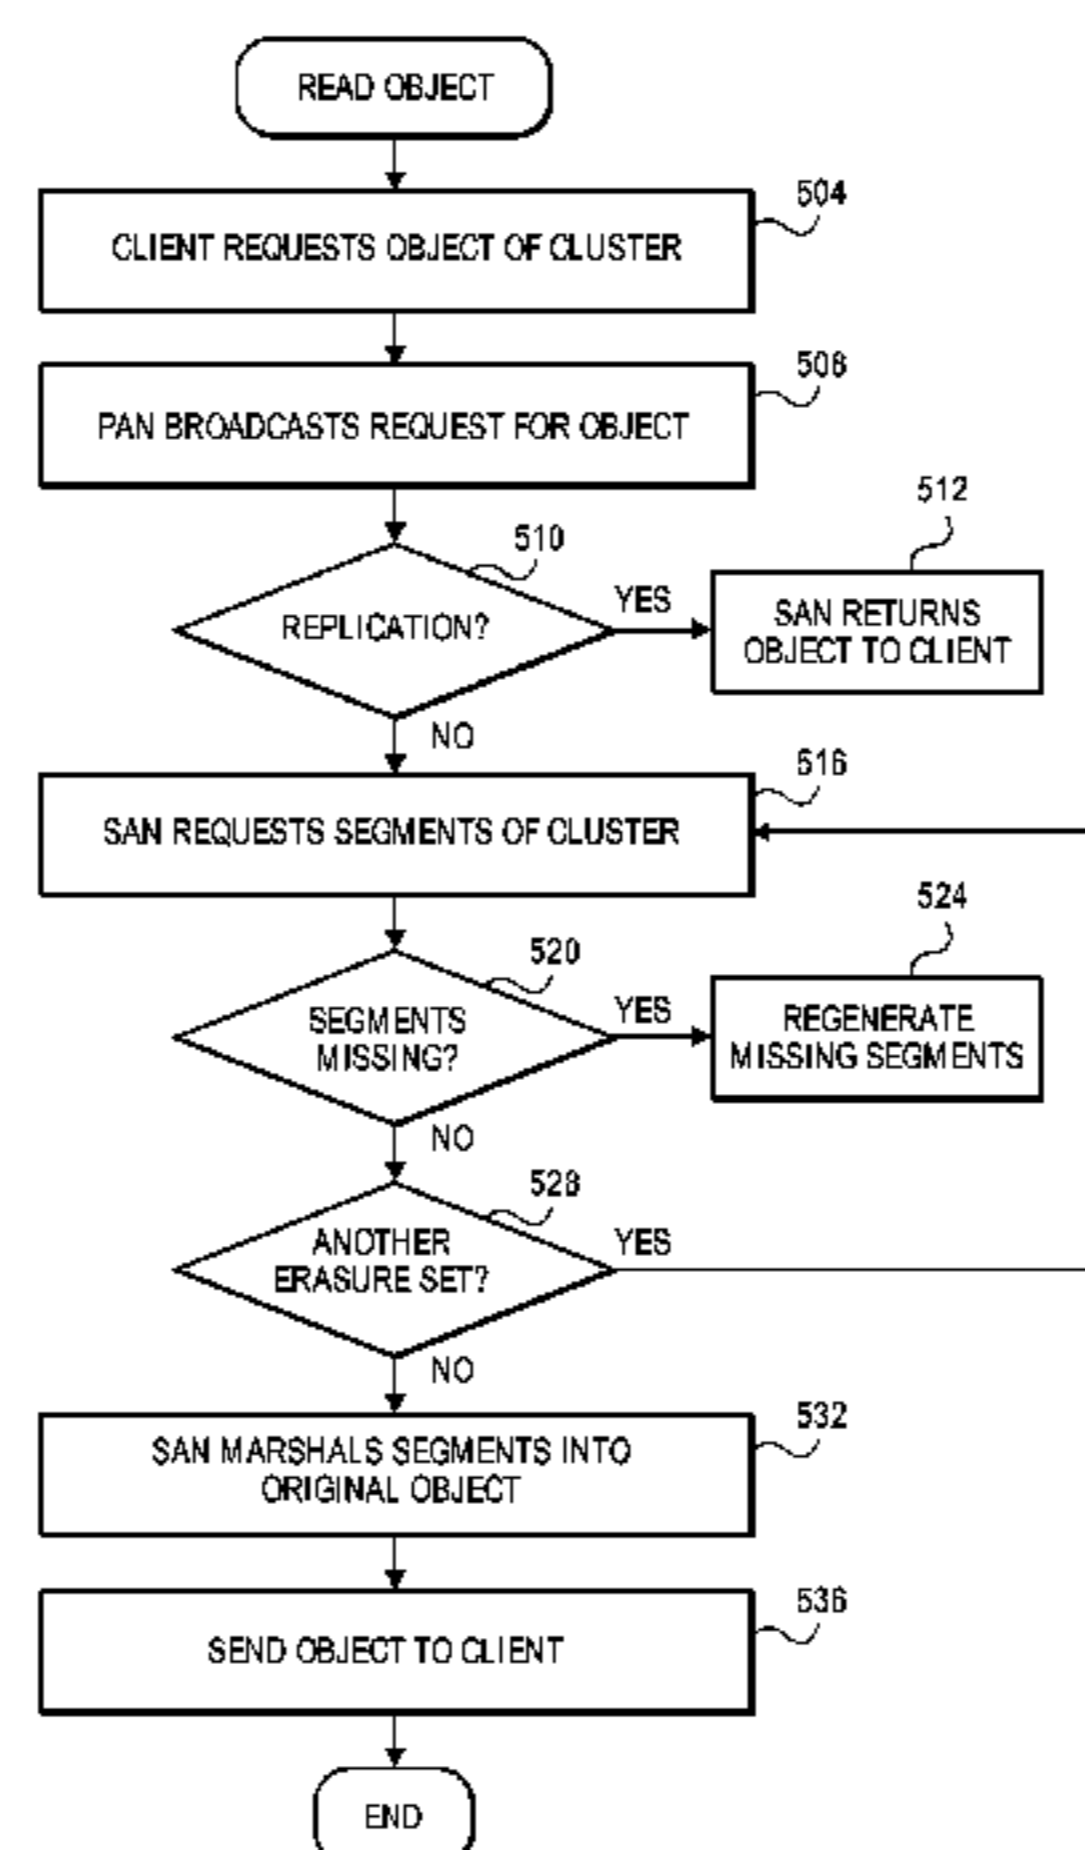 READ OBJECT
504
CLIENT REQUESTS OBJECT OF CLUSTER
508
PAN BROADCASTS REQUEST FOR OBJECT
512
510
YES
REPLICATION?
SAN RETURNS
OBJECT TO CLIENT
NO
516
SAN REQUESTS SEGMENTS OF CLUSTER
524
520
YES
SEGMENTS
MISSING?
REGENERATE
MISSING SEGMENTS
NO
528
YES
ANOTHER
ERASURE SET?
NO
532
SAN MARSHALS SEGMENTS INTO
ORIGINAL OBJECT
536
SEND OBJECT TO CLIENT
END